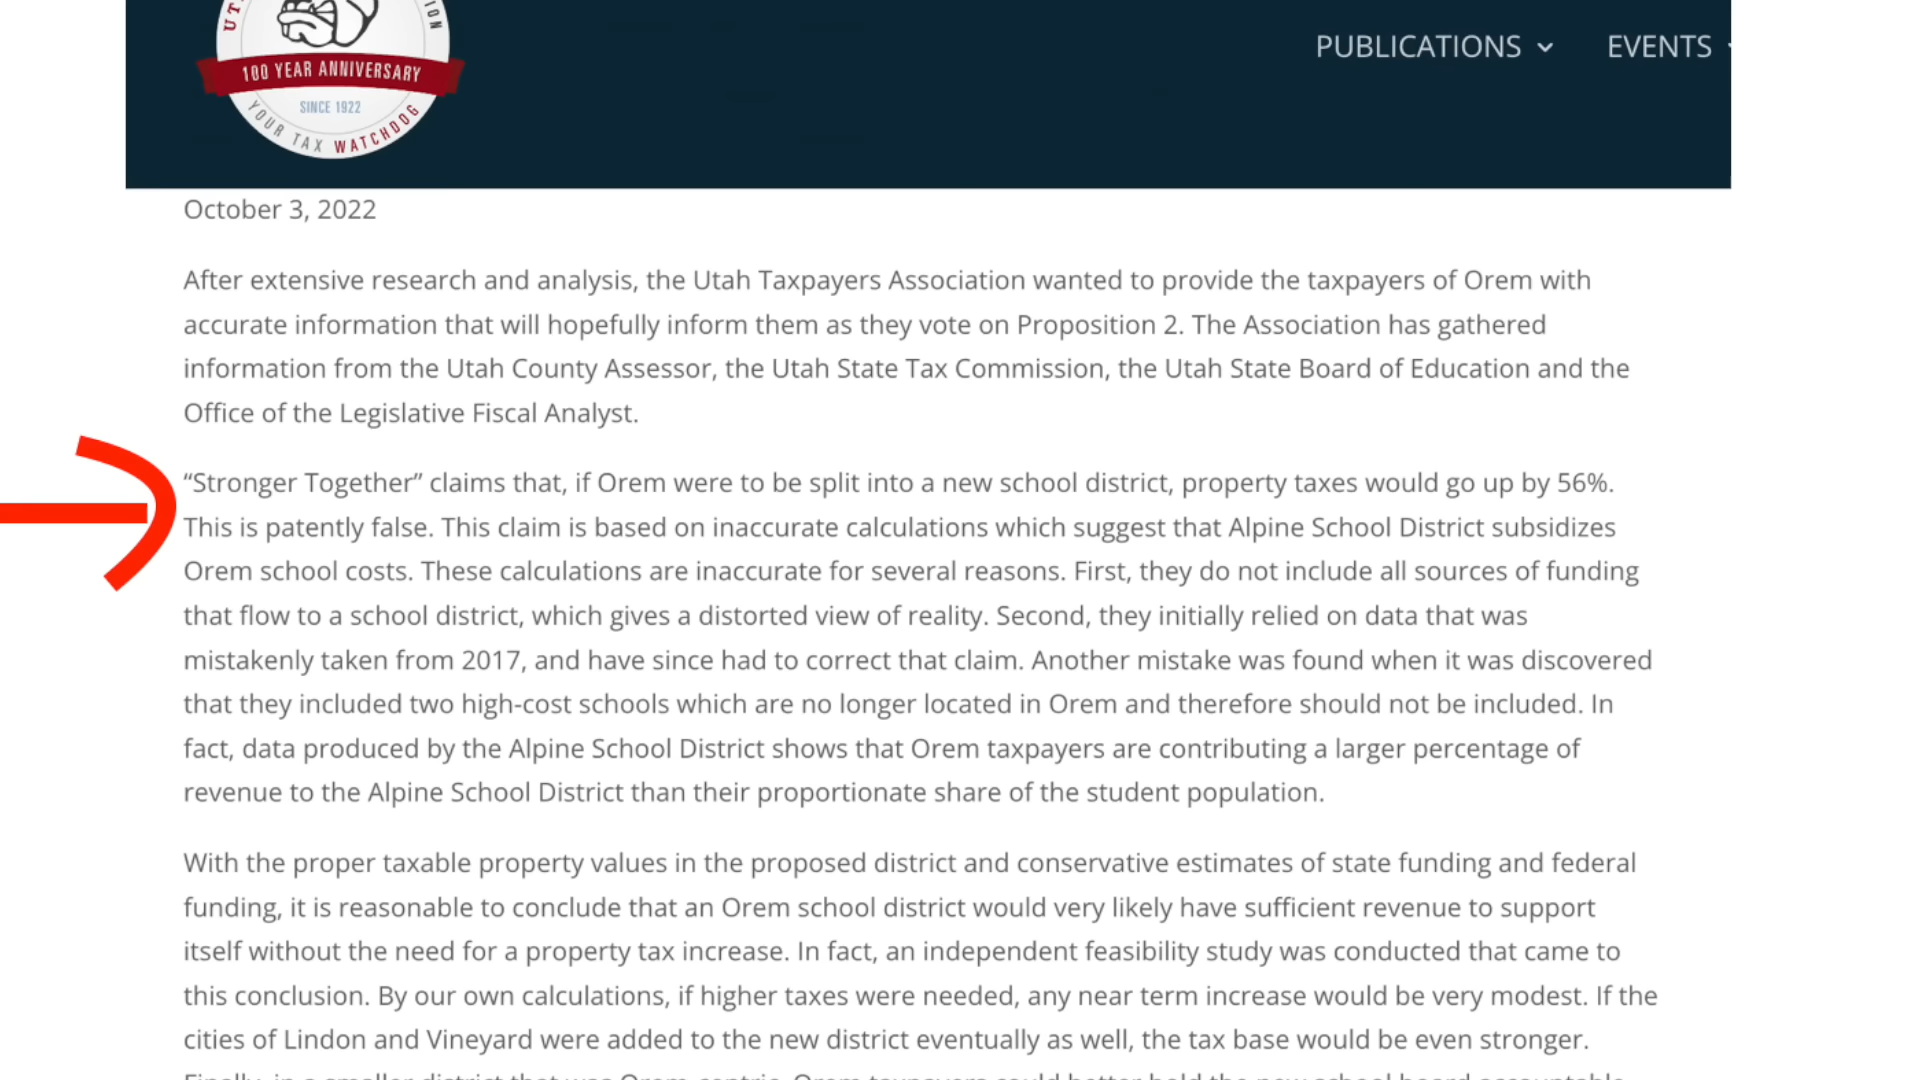 UT
ION
100 YEAR ANNIVERSARY
SINCE 1922
YOUR TAX WATCHDOG
PUBLICATIONS
EVENTS
October 3, 2022
After extensive research and analysis, the Utah Taxpayers Association wanted to provide the taxpayers of Orem with
accurate information that will hopefully inform them as they vote on Proposition 2. The Association has gathered
information from the Utah County Assessor, the Utah State Tax Commission, the Utah State Board of Education and the
Office of the Legislative Fiscal Analyst.
“Stronger Together” claims that, if Orem were to be split into a new school district, property taxes would go up by 56%.
This is patently false. This claim is based on inaccurate calculations which suggest that Alpine School District subsidizes
Orem school costs. These calculations are inaccurate for several reasons. First, they do not include all sources of funding
that flow to a school district, which gives a distorted view of reality. Second, they initially relied on data that was
mistakenly taken from 2017, and have since had to correct that claim. Another mistake was found when it was discovered
that they included two high-cost schools which are no longer located in Orem and therefore should not be included. In
fact, data produced by the Alpine School District shows that Orem taxpayers are contributing a larger percentage of
revenue to the Alpine School District than their proportionate share of the student population.
With the proper taxable property values in the proposed district and conservative estimates of state funding and federal
funding, it is reasonable to conclude that an Orem school district would very likely have sufficient revenue to support
itself without the need for a property tax increase. In fact, an independent feasibility study was conducted that came to
this conclusion. By our own calculations, if higher taxes were needed, any near term increase would be very modest. If the
cities of Lindon and Vineyard were added to the new district eventually as well, the tax base would be even stronger.